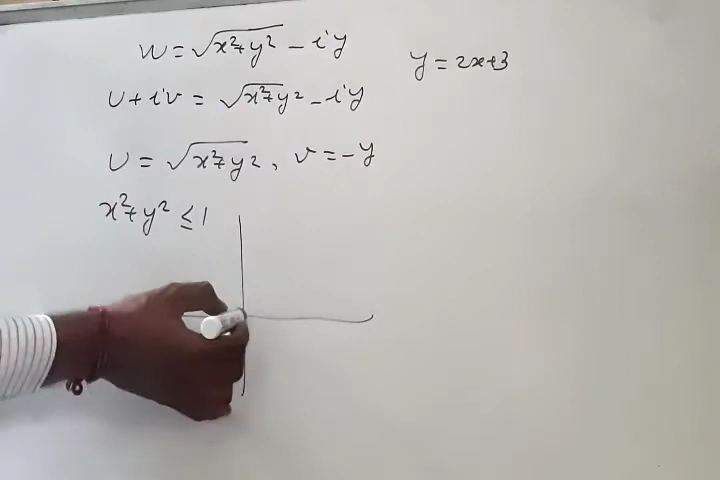 w = √x²+y² - iy
y = 2x+3
u + iv = √x²+y² - iy
u = √x²+y² , v = -y
x²+y² ≤ 1